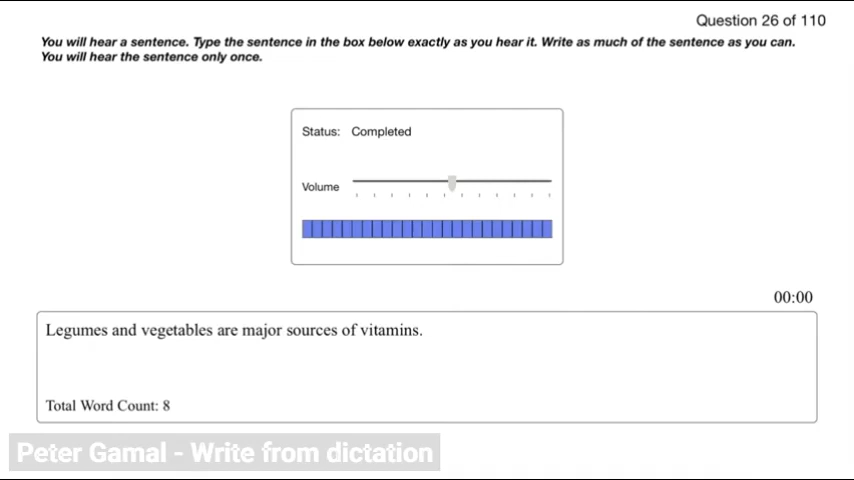 Question 26 of 110
You will hear a sentence. Type the sentence in the box below exactly as you hear it. Write as much of the sentence as you can.
You will hear the sentence only once.
Status: Completed
Volume
00:00
Legumes and vegetables are major sources of vitamins.
Total Word Count: 8
Peter Gamal - Write from dictation